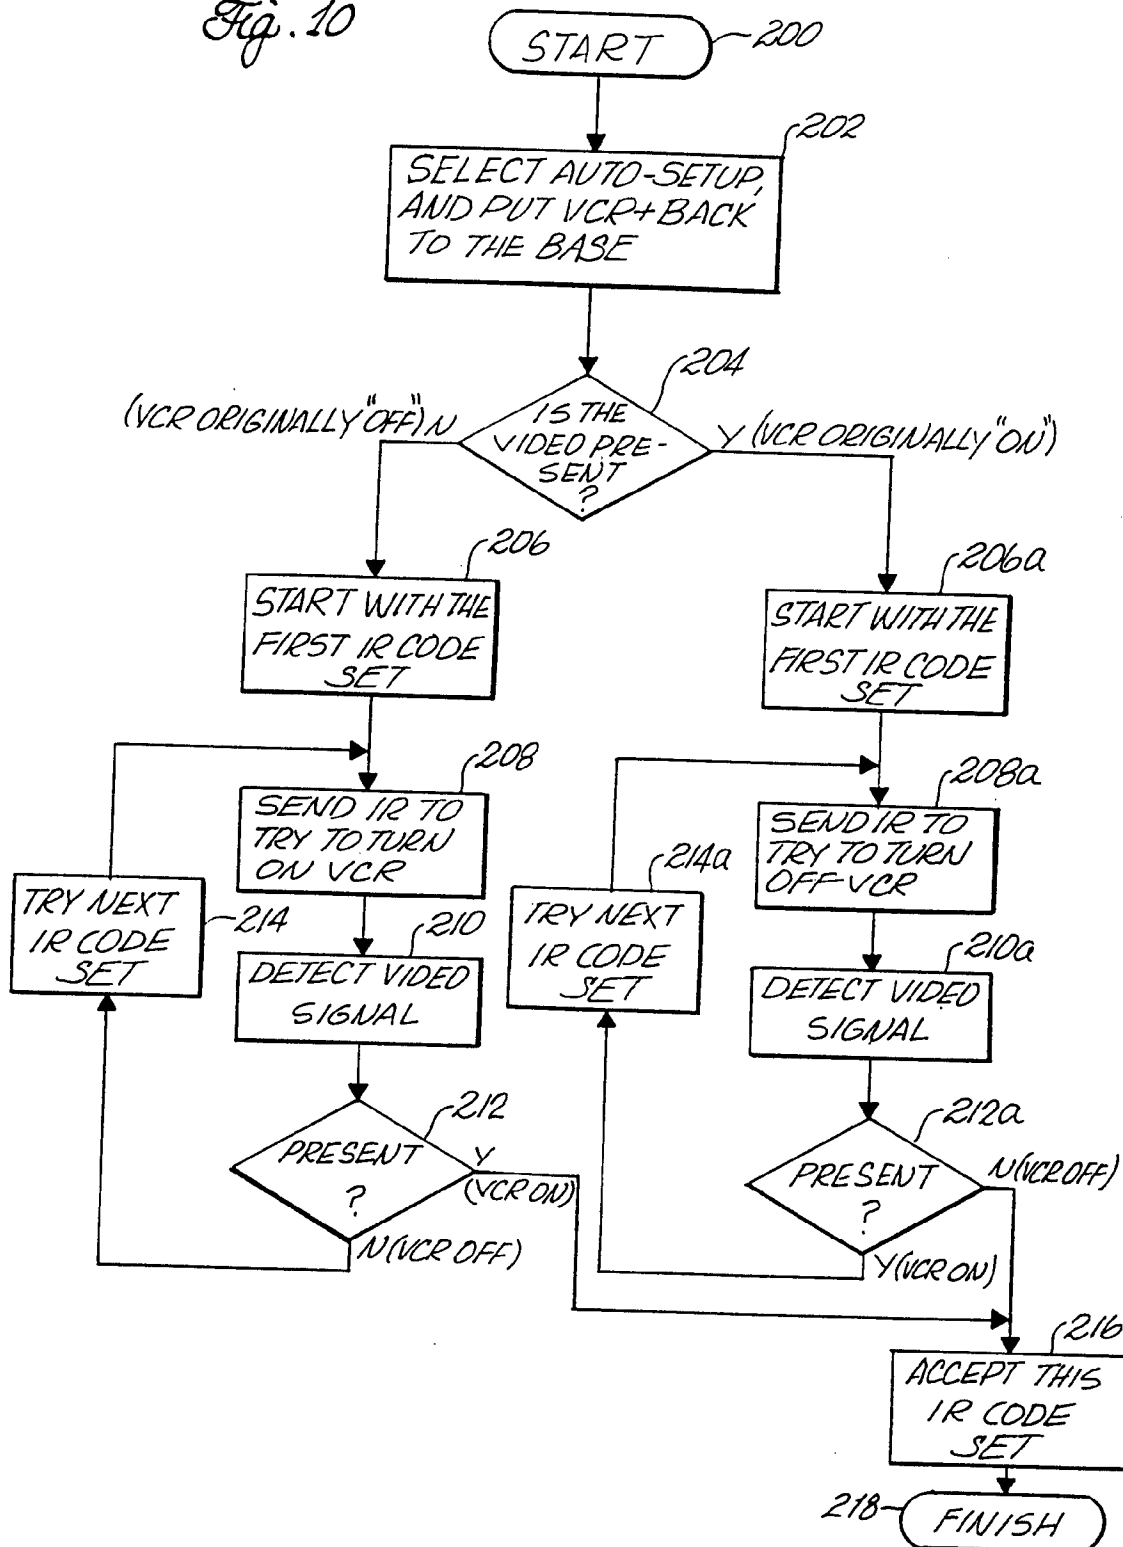 Fig. 10
START
200
202
SELECT AUTO-SETUP,
AND PUT VCR+ BACK
TO THE BASE
204
(VCR ORIGINALLY "OFF") N
IS THE
VIDEO PRE-
SENT
?
Y (VCR ORIGINALLY "ON")
206
START WITH THE
FIRST IR CODE
SET
206a
START WITH THE
FIRST IR CODE
SET
208
SEND IR TO
TRY TO TURN
ON VCR
208a
SEND IR TO
TRY TO TURN
OFF VCR
TRY NEXT
IR CODE
SET
214
214a
TRY NEXT
IR CODE
SET
210
DETECT VIDEO
SIGNAL
210a
DETECT VIDEO
SIGNAL
212
PRESENT
?
Y
(VCR ON)
N (VCR OFF)
212a
PRESENT
?
N (VCR OFF)
Y (VCR ON)
216
ACCEPT THIS
IR CODE
SET
218
FINISH